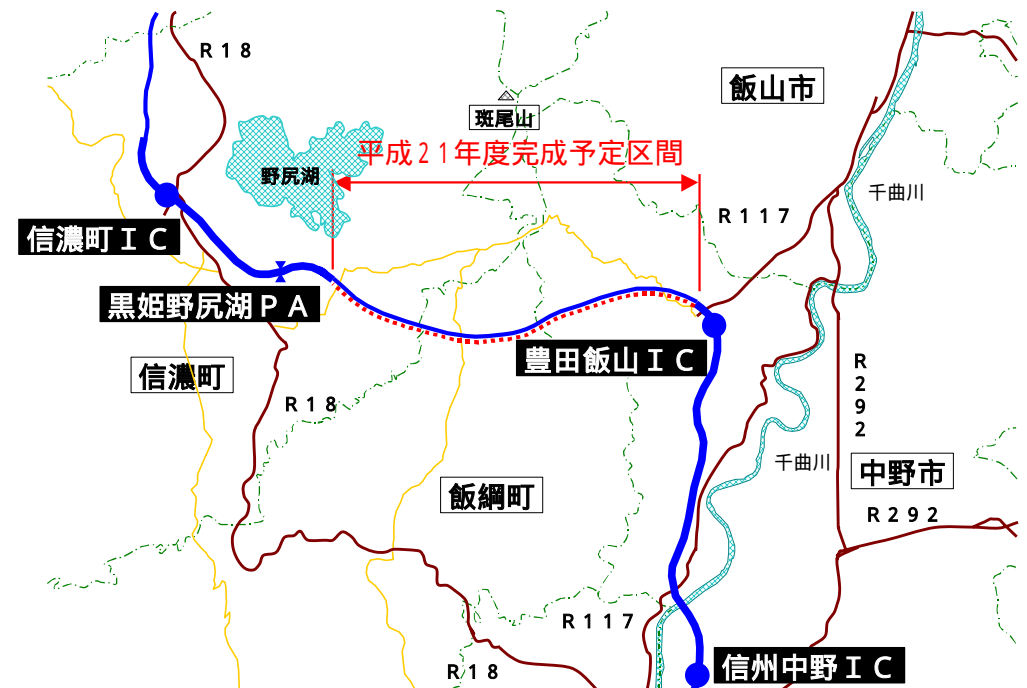 R18
飯山市
斑尾山
平成21年度完成予定区間
野尻湖
千曲川
R117
信濃町IC
黒姫野尻湖PA
豊田飯山IC
信濃町
R18
R292
千曲川
中野市
飯綱町
R292
R117
R18
信州中野IC